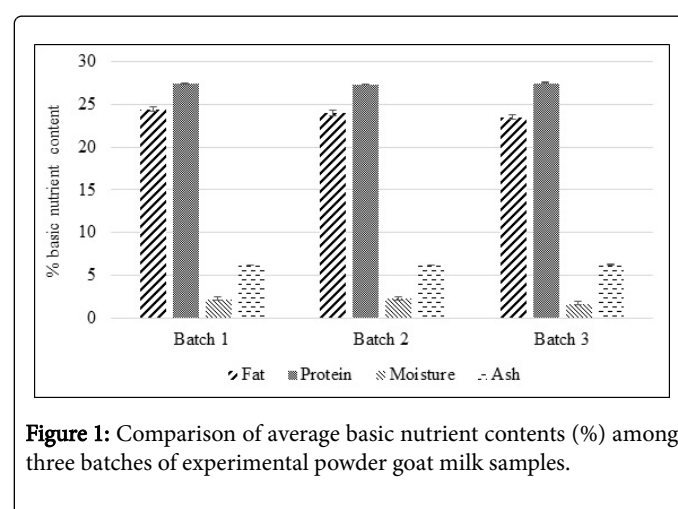 30
25
20
15
10
5
0
% basic nutrient content
Batch 1 Batch 2 Batch 3
Fat Protein Moisture Ash
Figure 1: Comparison of average basic nutrient contents (%) among
three batches of experimental powder goat milk samples.